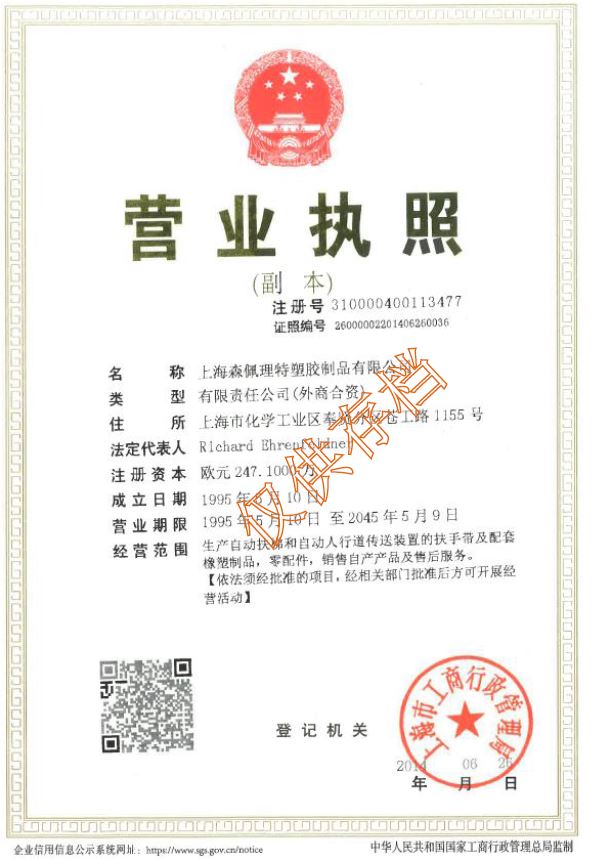 营业执照
(副 本)
注册号 310000400113477
证照编号 26000002201406260036
名 称 上海森佩理特塑胶制品有限公司
类 型 有限责任公司(外商合资)
住 所 上海市化学工业区奉贤分区苍工路1155号
法定代表人 Richard Ehrenfeldner
注册资本 欧元247.1000万
成立日期 1995年5月10日
营业期限 1995年5月10日 至2045年5月9日
经营范围 生产自动扶梯和自动人行道传送装置的扶手带及配套
橡塑制品,零配件,销售自产产品及售后服务。
【依法须经批准的项目,经相关部门批准后方可开展经
营活动】
仅供存档
登记机关
上海市工商行政管理局
2014 06 26
年 月 日
企业信用信息公示系统网址: https://www.sgs.gov.cn/notice
中华人民共和国国家工商行政管理总局监制